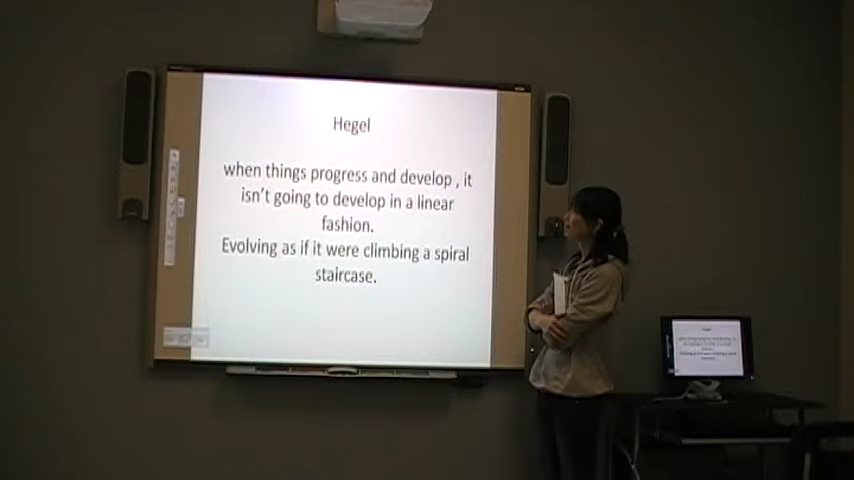 Hegel
when things progress and develop , it
isn't going to develop in a linear
fashion.
Evolving as if it were climbing a spiral
staircase.